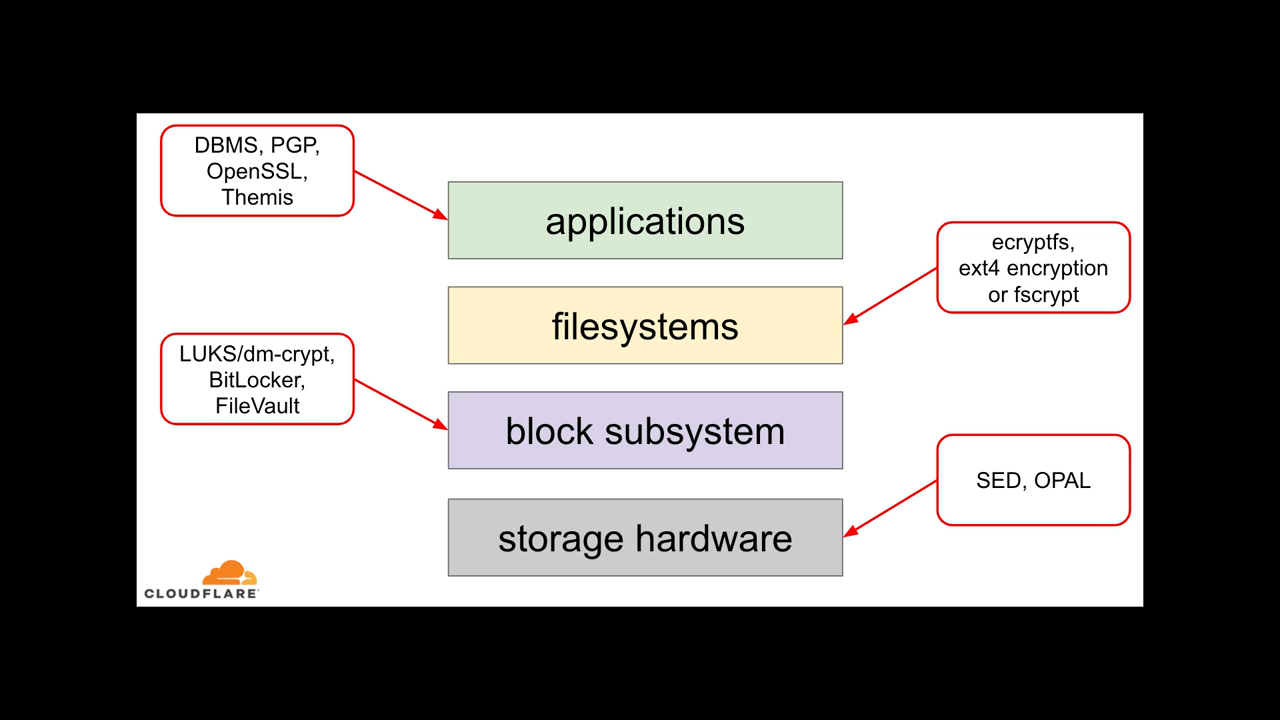 DBMS, PGP,
OpenSSL,
Themis
applications
ecryptfs,
ext4 encryption
or fscrypt
filesystems
LUKS/dm-crypt,
BitLocker,
FileVault
block subsystem
SED, OPAL
storage hardware
CLOUDFLARE